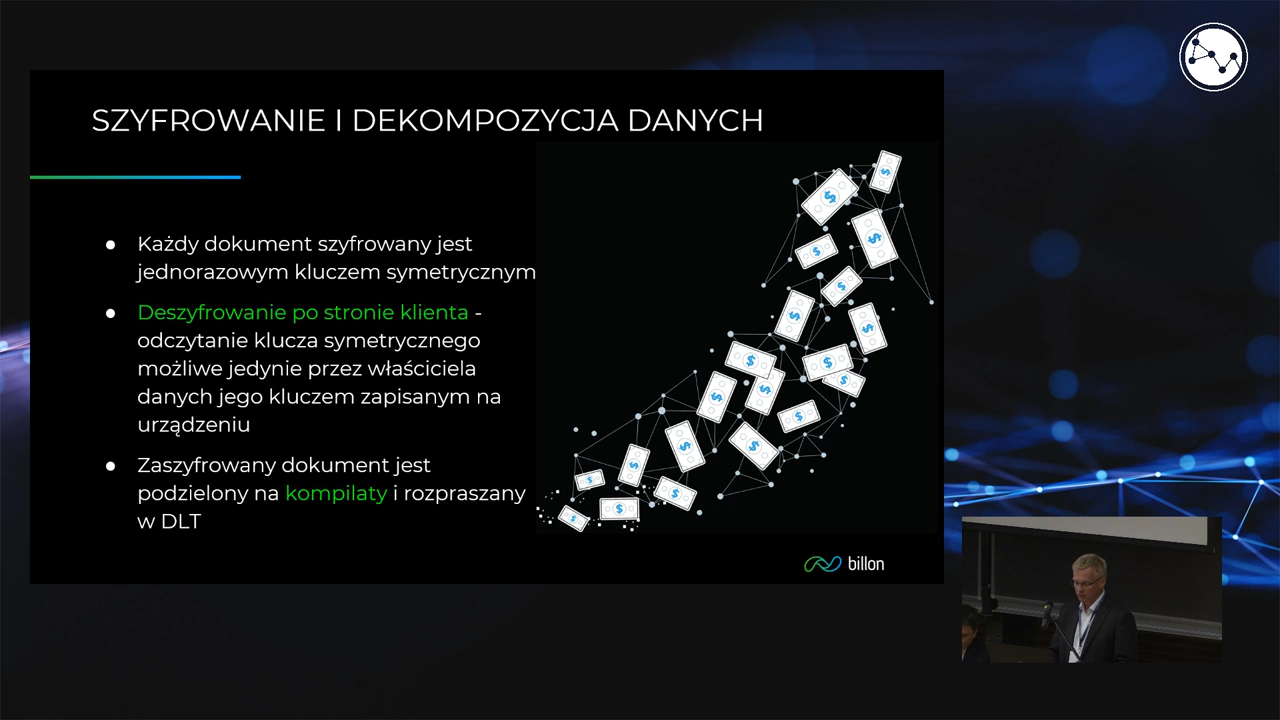 SZYFROWANIE I DEKOMPOZYCJA DANYCH
● Każdy dokument szyfrowany jest
jednorazowym kluczem symetrycznym
● Deszyfrowanie po stronie klienta -
odczytanie klucza symetrycznego
możliwe jedynie przez właściciela
danych jego kluczem zapisanym na
urządzeniu
● Zaszyfrowany dokument jest
podzielony na kompilaty i rozpraszany
w DLT
billon